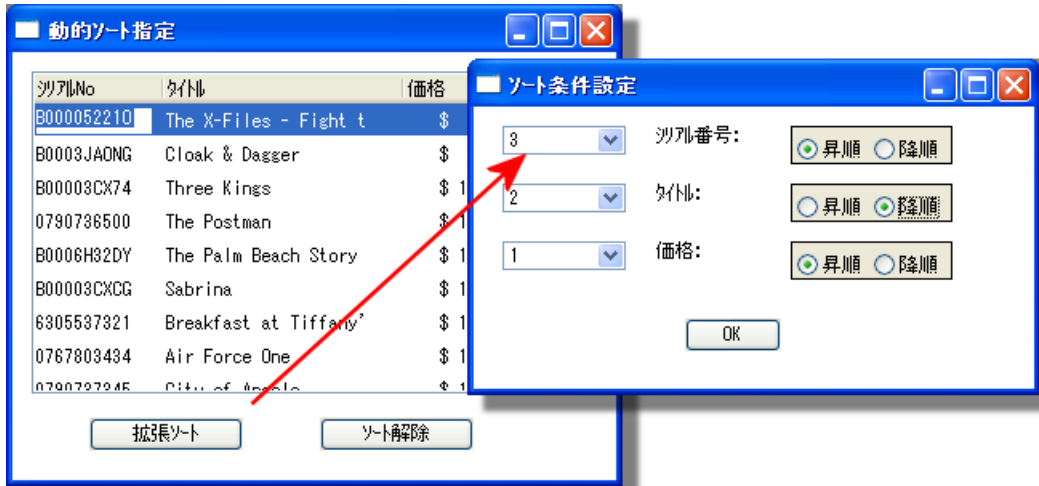 動的ソート指定
シリアルNo タイトル 価格
B000052210 The X-Files - Fight t $
B0003JAONG Cloak & Dagger $
B00003CX74 Three Kings $ 1
0790736500 The Postman $ 1
B0006H32DY The Palm Beach Story $ 1
B00003CXCG Sabrina $ 1
6305537321 Breakfast at Tiffany' $ 1
0767803434 Air Force One $ 1
0790737345 City of Angels $ 1
拡張ソート ソート解除
ソート条件設定
3 シリアル番号: 昇順 降順
2 タイトル: 昇順 降順
1 価格: 昇順 降順
OK